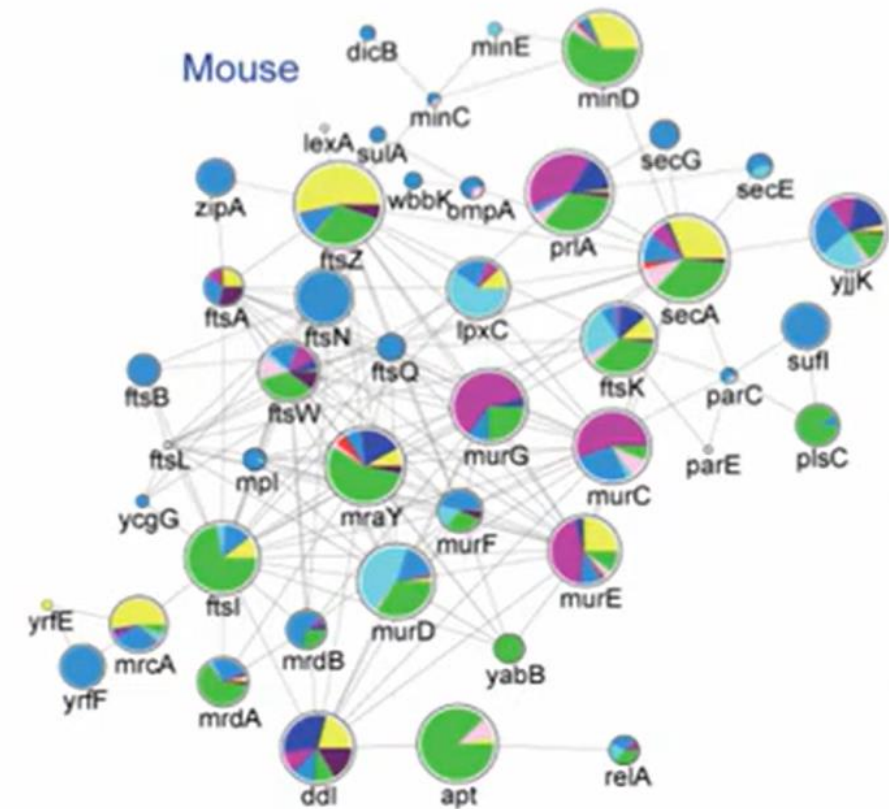 Mouse
dicB
minE
minD
minC
lexA
sulA
secG
secE
zipA
wbbK
ompA
ftsZ
prlA
yjjK
ftsA
ftsN
lpxC
secA
ftsB
ftsW
ftsQ
ftsK
parC
sufI
ftsL
mpl
murG
murC
parE
plsC
ycgG
mraY
murF
ftsI
murD
murE
yrfE
mrcA
mrdB
yabB
yrfF
mrdA
ddl
apt
relA